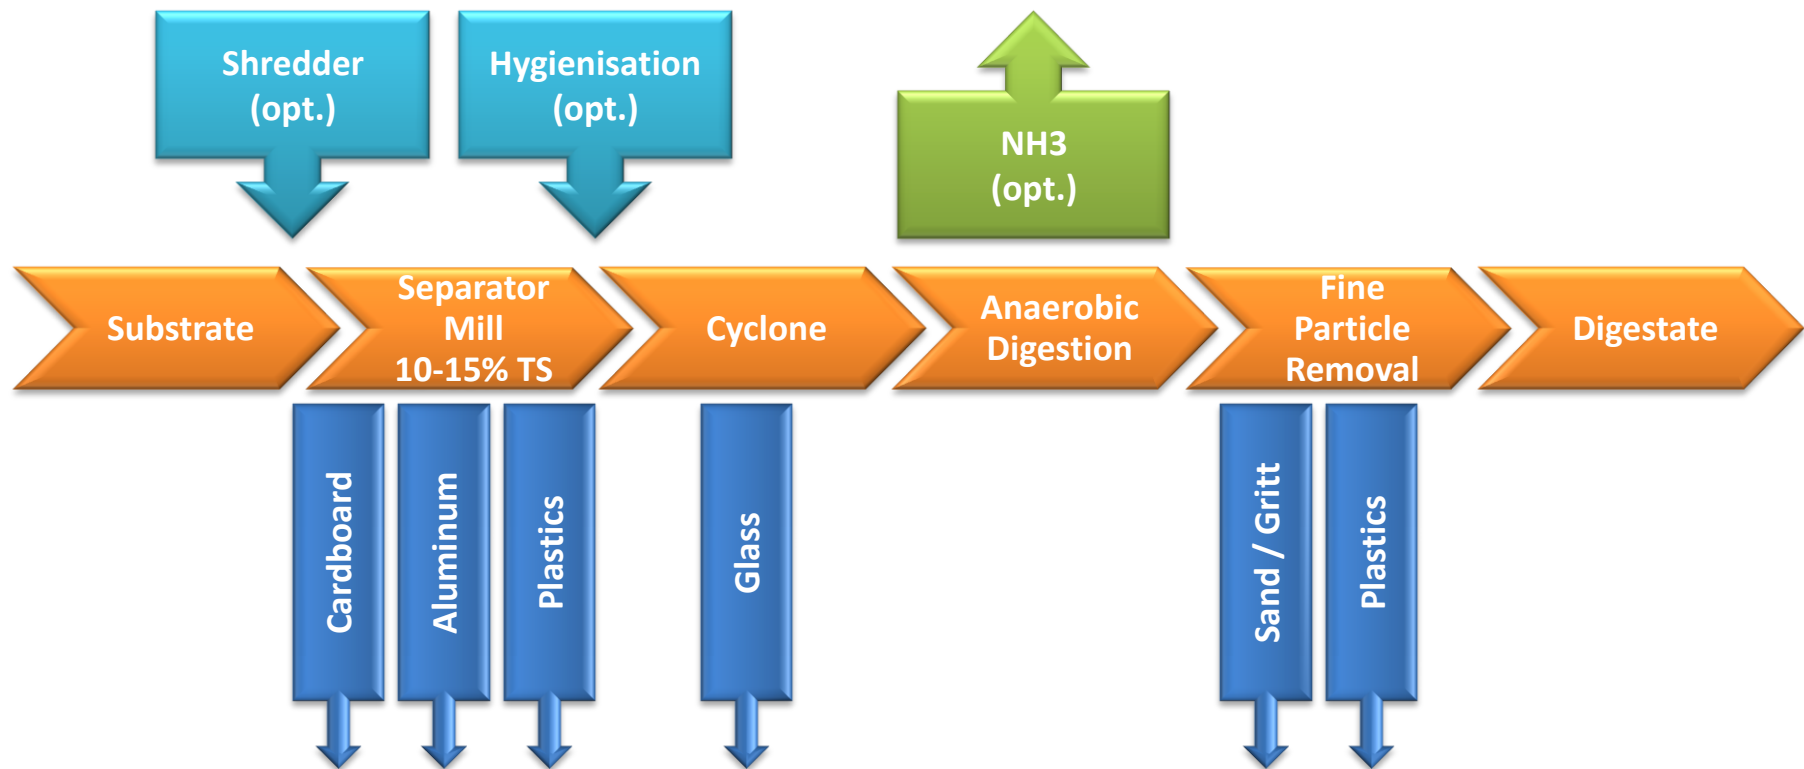 Shredder
(opt.)
Hygienisation
(opt.)
NH3
(opt.)
Substrate
Separator
Mill
10-15% TS
Cyclone
Anaerobic
Digestion
Fine
Particle
Removal
Digestate
Cardboard
Aluminum
Plastics
Glass
Sand / Gritt
Plastics